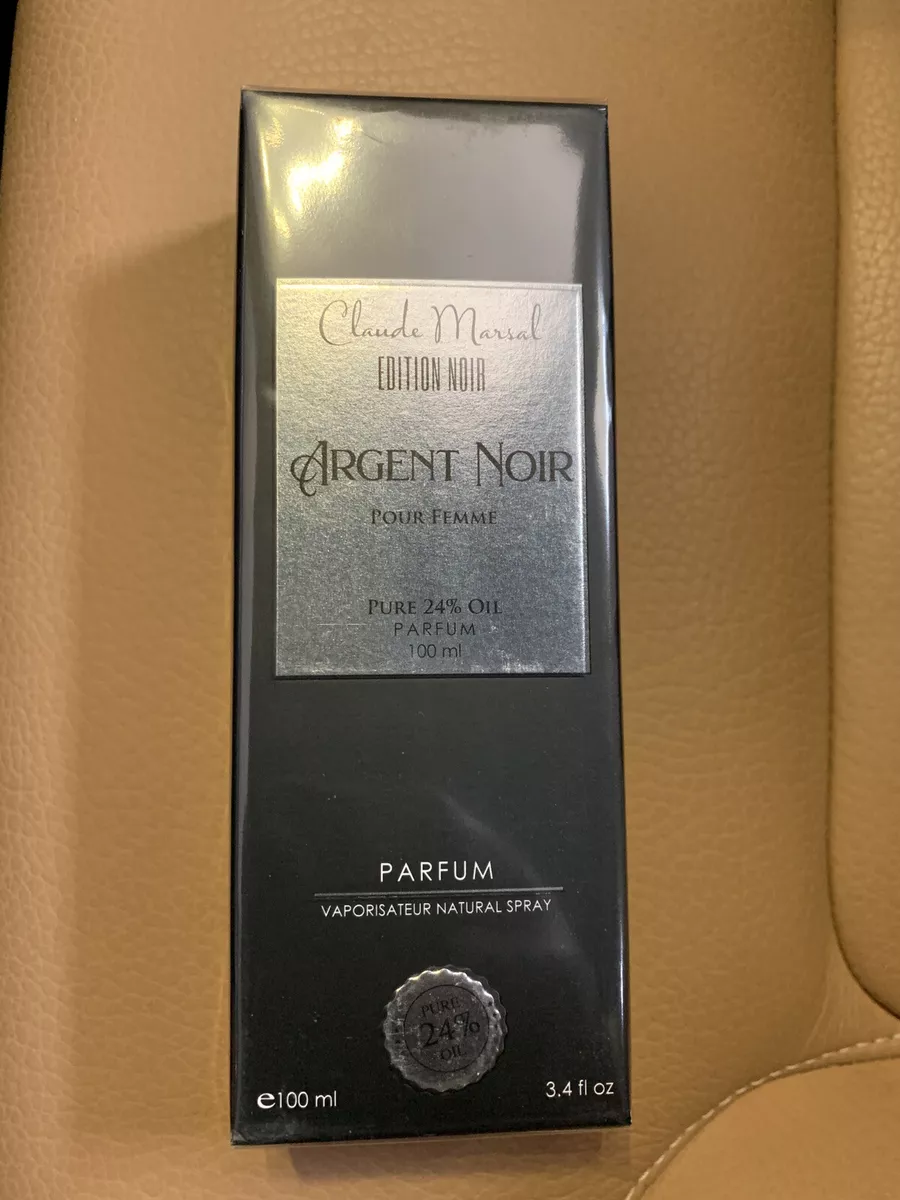 Claude Marsal
EDITION NOIR
ARGENT NOIR
POUR FEMME
PURE 24% OIL
PARFUM
100 ml
PARFUM
VAPORISATEUR NATURAL SPRAY
PURE
24%
OIL
℮100 ml
3.4 fl oz